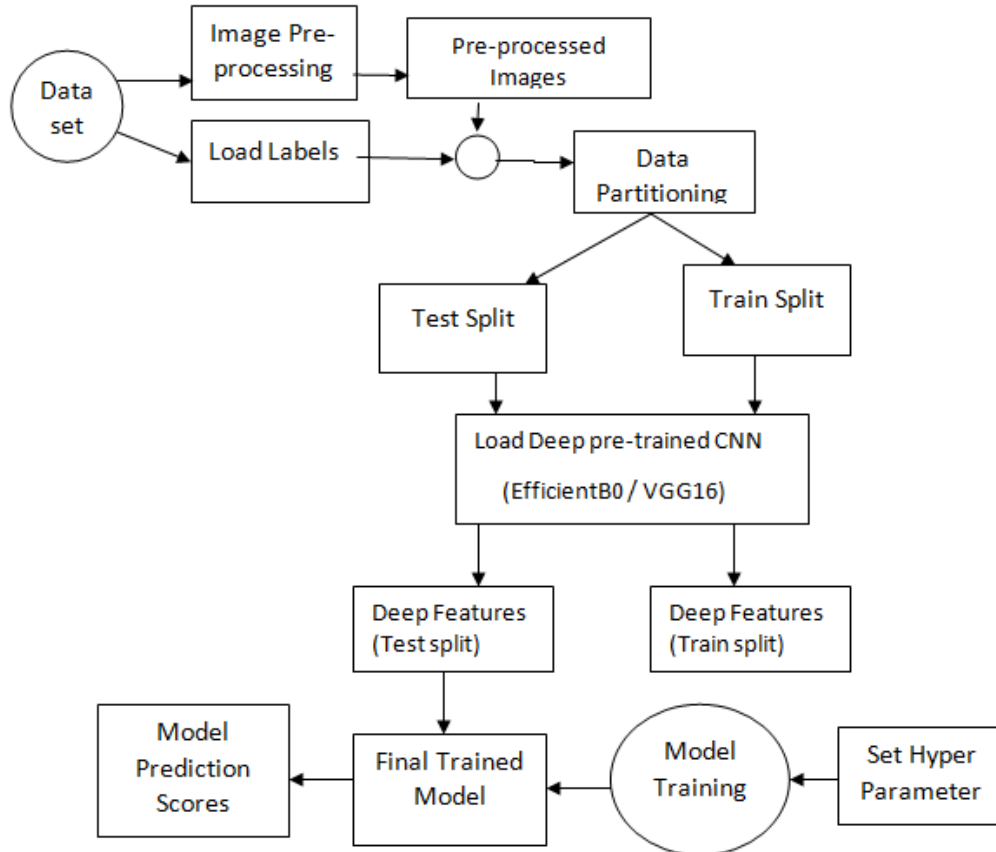 Data
set
Image Pre-
processing
Pre-processed
Images
Load Labels
Data
Partitioning
Test Split
Train Split
Load Deep pre-trained CNN
(EfficientB0 / VGG16)
Deep Features
(Test split)
Deep Features
(Train split)
Model
Prediction
Scores
Final Trained
Model
Model
Training
Set Hyper
Parameter